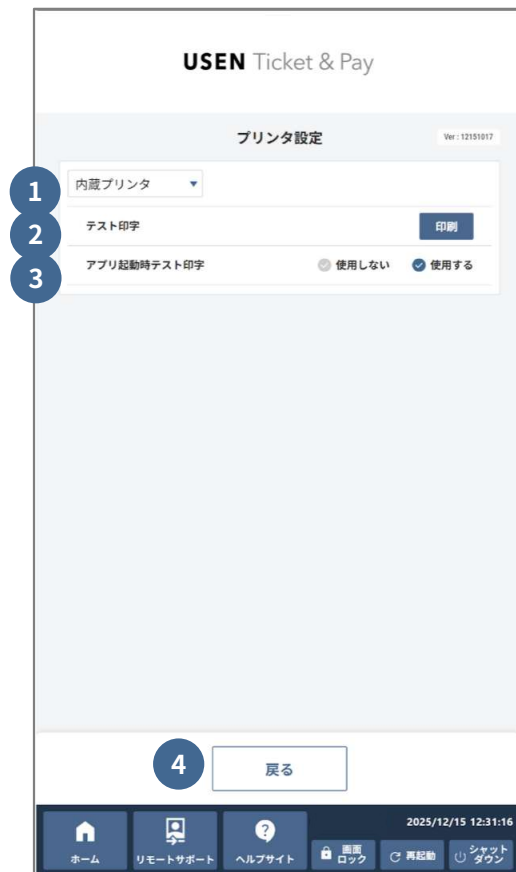 USEN Ticket & Pay
プリンタ設定
Ver : 12151017
1
内蔵プリンタ
2
テスト印字
印刷
3
アプリ起動時テスト印字
使用しない
使用する
4
戻る
2025/12/15 12:31:16
ホーム
リモートサポート
ヘルプサイト
画面
ロック
再起動
シャット
ダウン